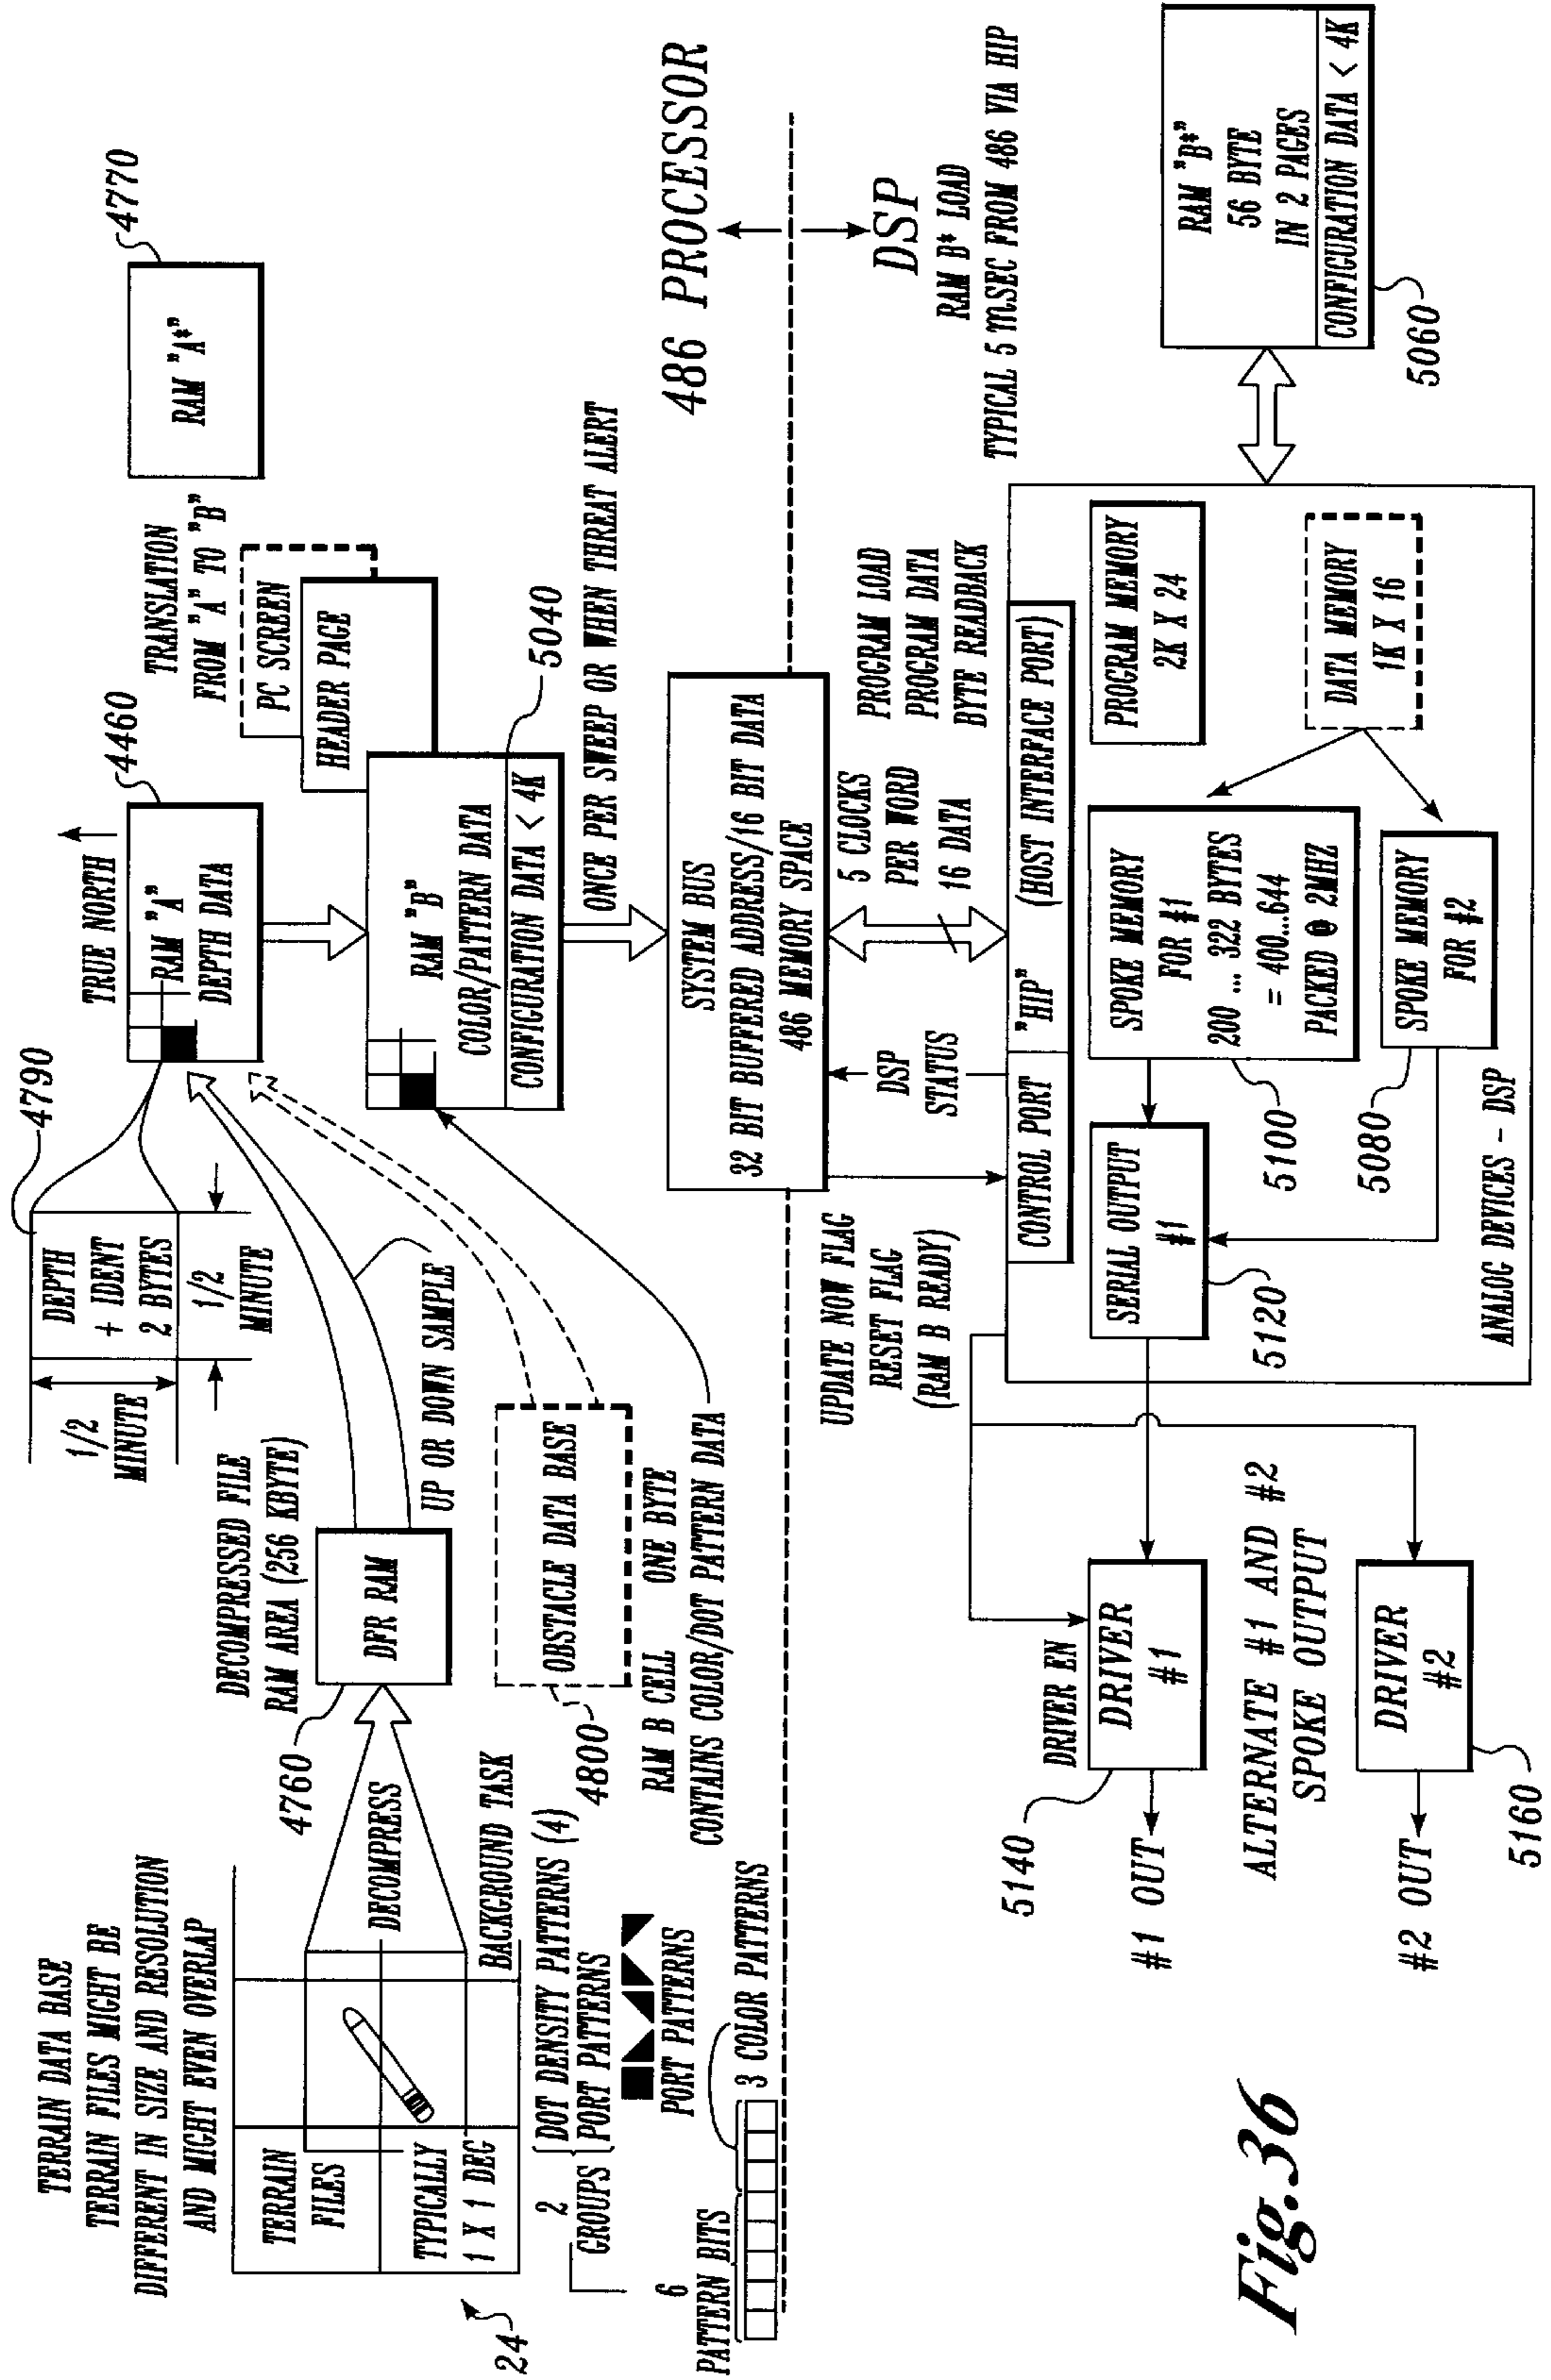 TERRAIN DATA BASE
TERRAIN FILES MIGHT BE
DIFFERENT IN SIZE AND RESOLUTION
AND MIGHT EVEN OVERLAP
TERRAIN
FILES
TYPICALLY
1 X 1 DEG
24
DECOMPRESS
BACKGROUND TASK
2
GROUPS
DOT DENSITY PATTERNS (4)
PORT PATTERNS
PORT PATTERNS
6
PATTERN BITS
3 COLOR PATTERNS
DECOMPRESSED FILE
RAM AREA (256 KBYTE)
4760
DFR RAM
UP OR DOWN SAMPLE
OBSTACLE DATA BASE
4800
RAM B CELL ONE BYTE
CONTAINS COLOR/DOT PATTERN DATA
1/2
MINUTE
DEPTH
+ IDENT
2 BYTES
1/2
MINUTE
4790
TRUE NORTH
4460
RAM "A"
DEPTH DATA
TRANSLATION
FROM "A" TO "B"
4770
RAM "A*"
PC SCREEN
HEADER PAGE
RAM "B"
COLOR/PATTERN DATA
CONFIGURATION DATA < 4K
5040
ONCE PER SWEEP OR WHEN THREAT ALERT
SYSTEM BUS
32 BIT BUFFERED ADDRESS/16 BIT DATA
486 MEMORY SPACE
486 PROCESSOR
DSP
RAM B* LOAD
TYPICAL 5 mSEC FROM 486 VIA HIP
UPDATE NOW FLAG
RESET FLAG
(RAM B READY)
DSP
STATUS
5 CLOCKS
PER WORD
16 DATA
PROGRAM LOAD
PROGRAM DATA
BYTE READBACK
CONTROL PORT
"HIP" (HOST INTERFACE PORT)
SERIAL OUTPUT
#1
5120
SPOKE MEMORY
FOR #1
200 ... 322 BYTES
= 400...644
PACKED @ 2MHZ
5100
SPOKE MEMORY
FOR #2
5080
PROGRAM MEMORY
2K X 24
DATA MEMORY
1K X 16
ANALOG DEVICES - DSP
RAM "B*"
56 BYTE
IN 2 PAGES
CONFIGURATION DATA < 4K
5060
DRIVER EN
DRIVER
#1
5140
#1 OUT
ALTERNATE #1 AND #2
SPOKE OUTPUT
DRIVER
#2
5160
#2 OUT
Fig.36